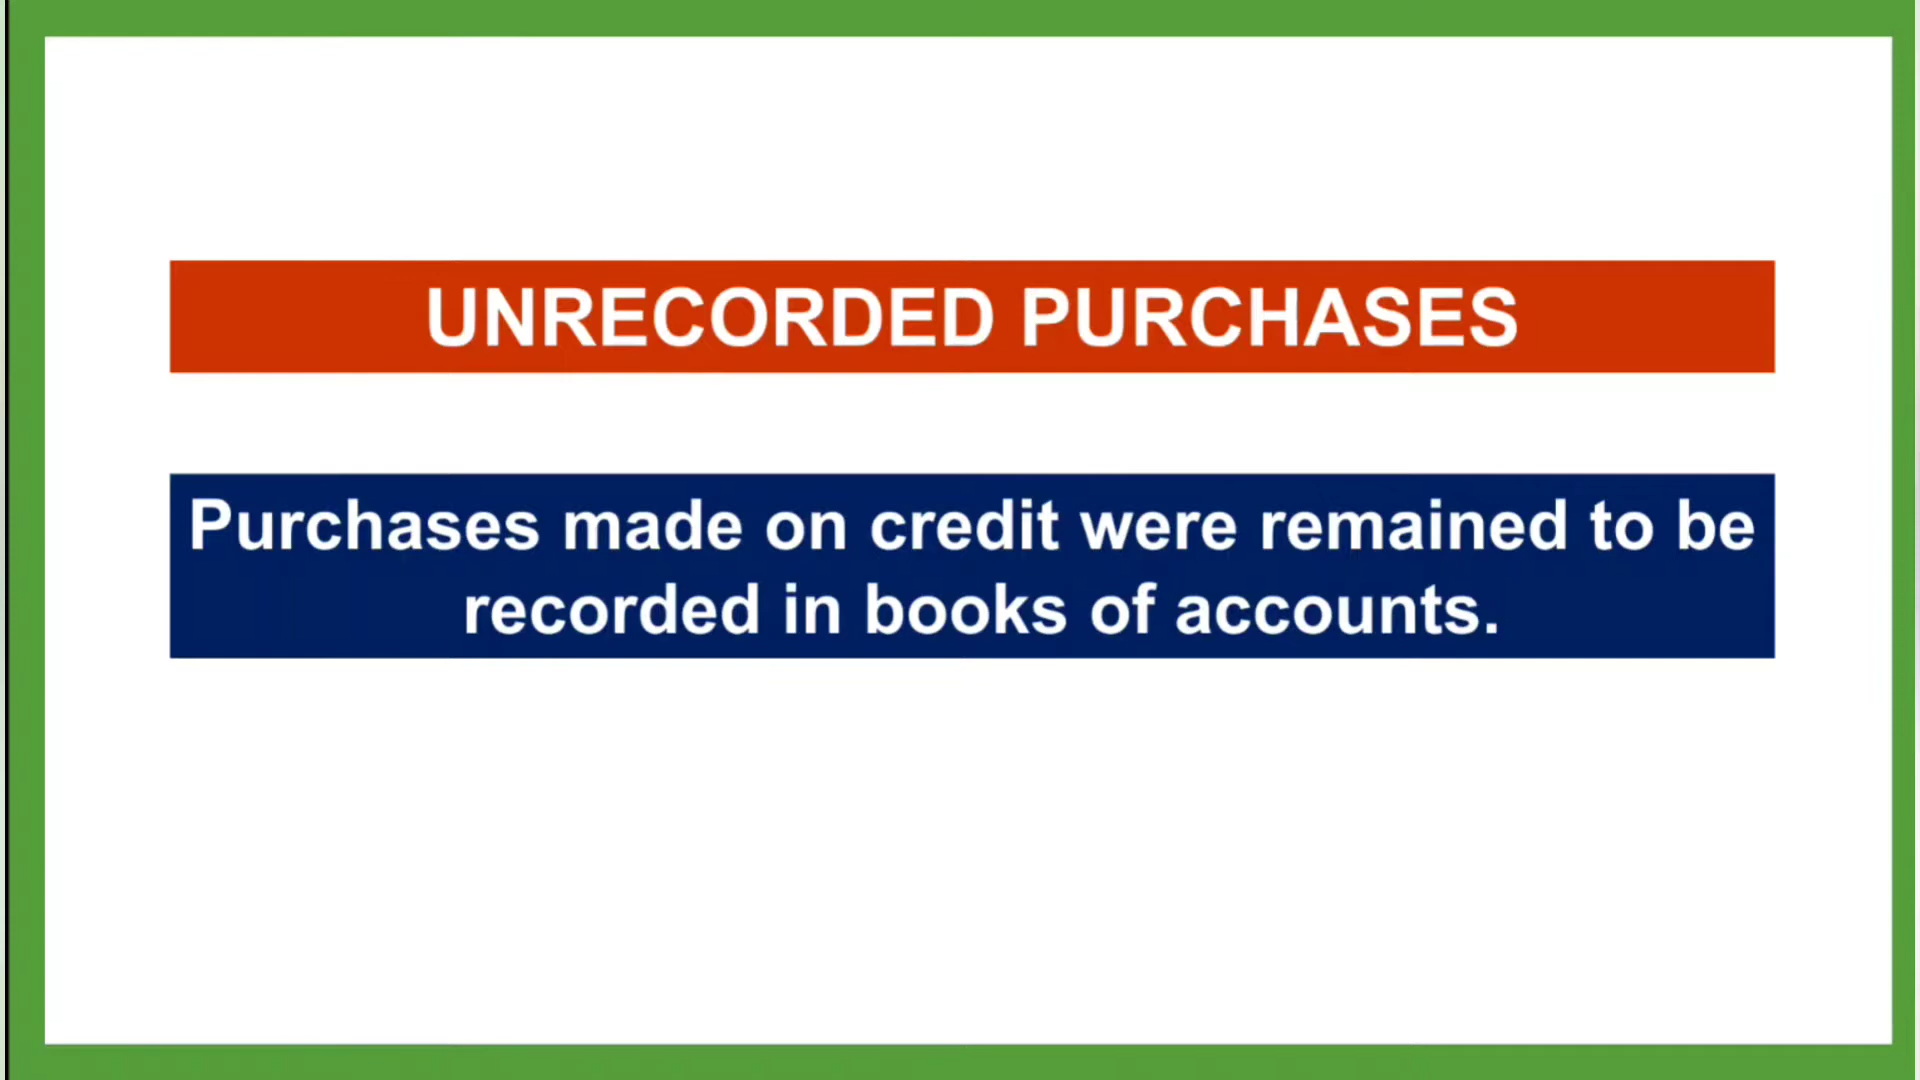 UNRECORDED PURCHASES
Purchases made on credit were remained to be
recorded in books of accounts.